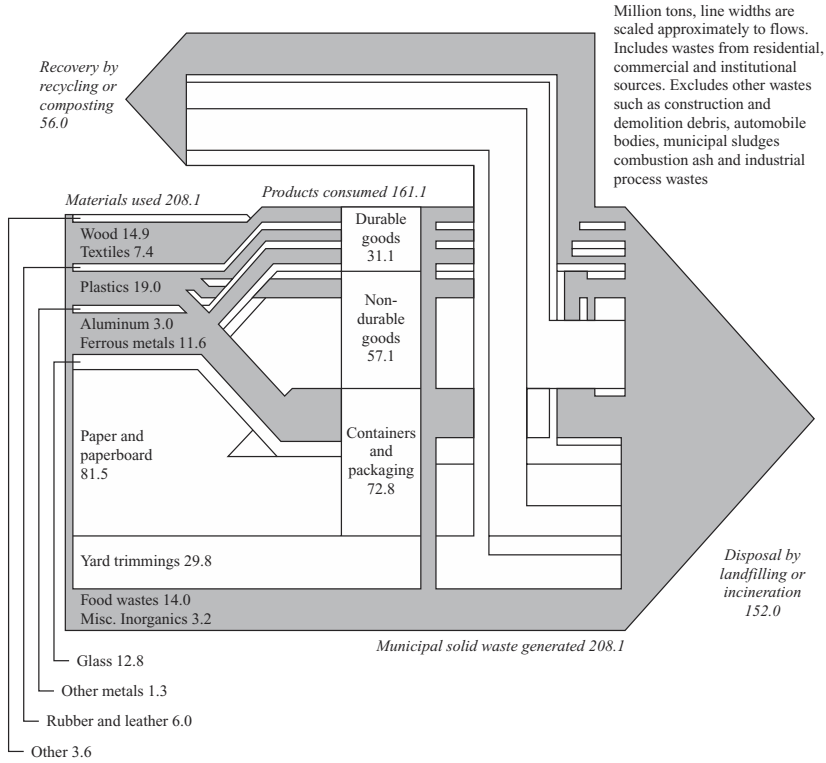 Million tons, line widths are
scaled approximately to flows.
Includes wastes from residential,
commercial and institutional
sources. Excludes other wastes
such as construction and
demolition debris, automobile
bodies, municipal sludges
combustion ash and industrial
process wastes
Recovery by
recycling or
composting
56.0
Materials used 208.1
Products consumed 161.1
Wood 14.9
Textiles 7.4
Plastics 19.0
Aluminum 3.0
Ferrous metals 11.6
Paper and
paperboard
81.5
Yard trimmings 29.8
Food wastes 14.0
Misc. Inorganics 3.2
Durable
goods
31.1
Non-
durable
goods
57.1
Containers
and
packaging
72.8
Disposal by
landfilling or
incineration
152.0
Municipal solid waste generated 208.1
Glass 12.8
Other metals 1.3
Rubber and leather 6.0
Other 3.6